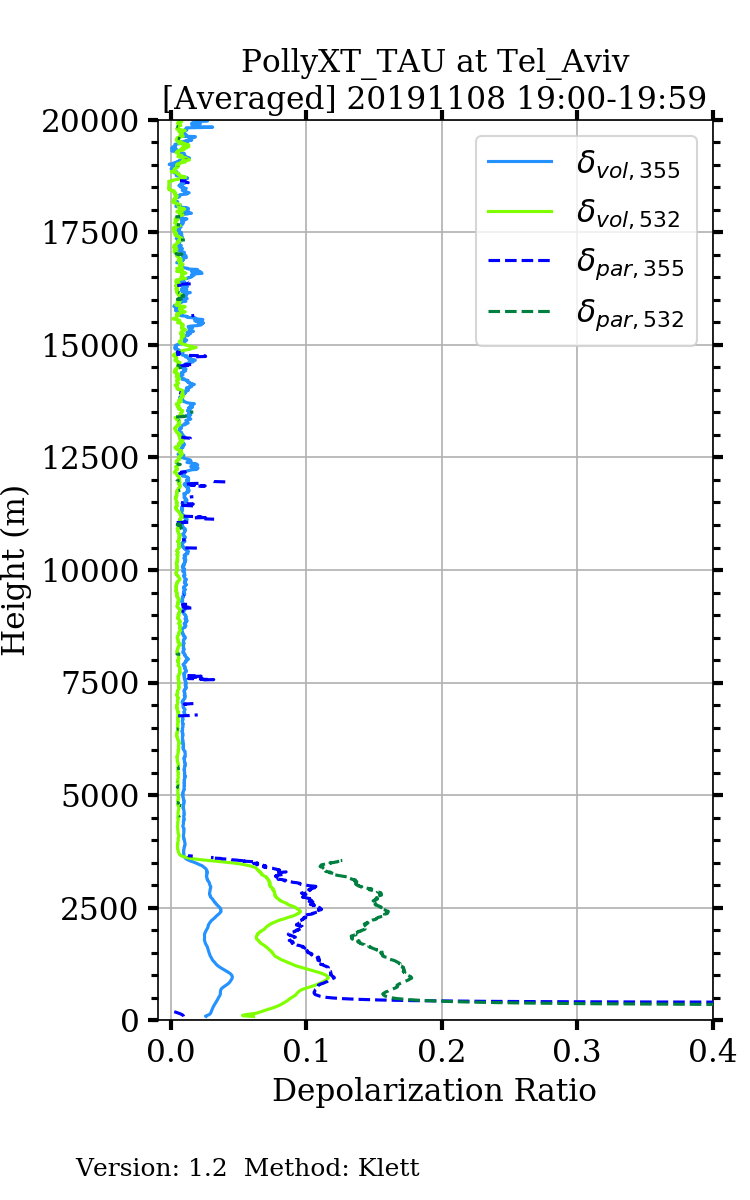 PollyXT_TAU at Tel_Aviv
[Averaged] 20191108 19:00-19:59
20000
17500
15000
12500
10000
7500
5000
2500
0
Height (m)
δvol, 355
δvol, 532
δpar, 355
δpar, 532
0.0 0.1 0.2 0.3 0.4
Depolarization Ratio
Version: 1.2 Method: Klett